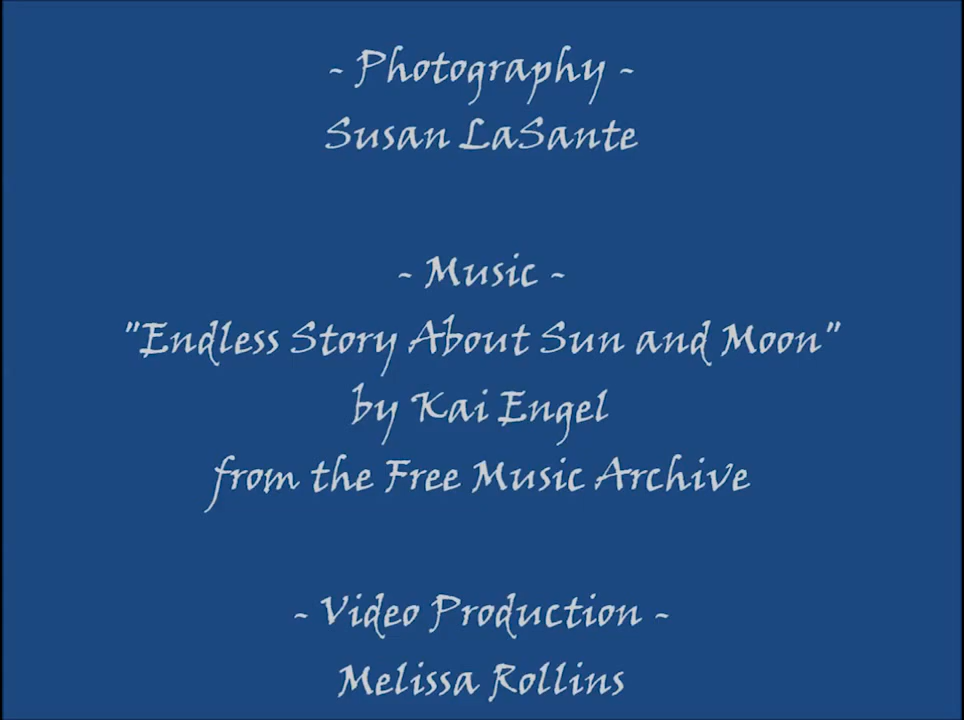 - Photography -
Susan LaSante
- Music -
"Endless Story About Sun and Moon"
by Kai Engel
from the Free Music Archive
- Video Production -
Melissa Rollins